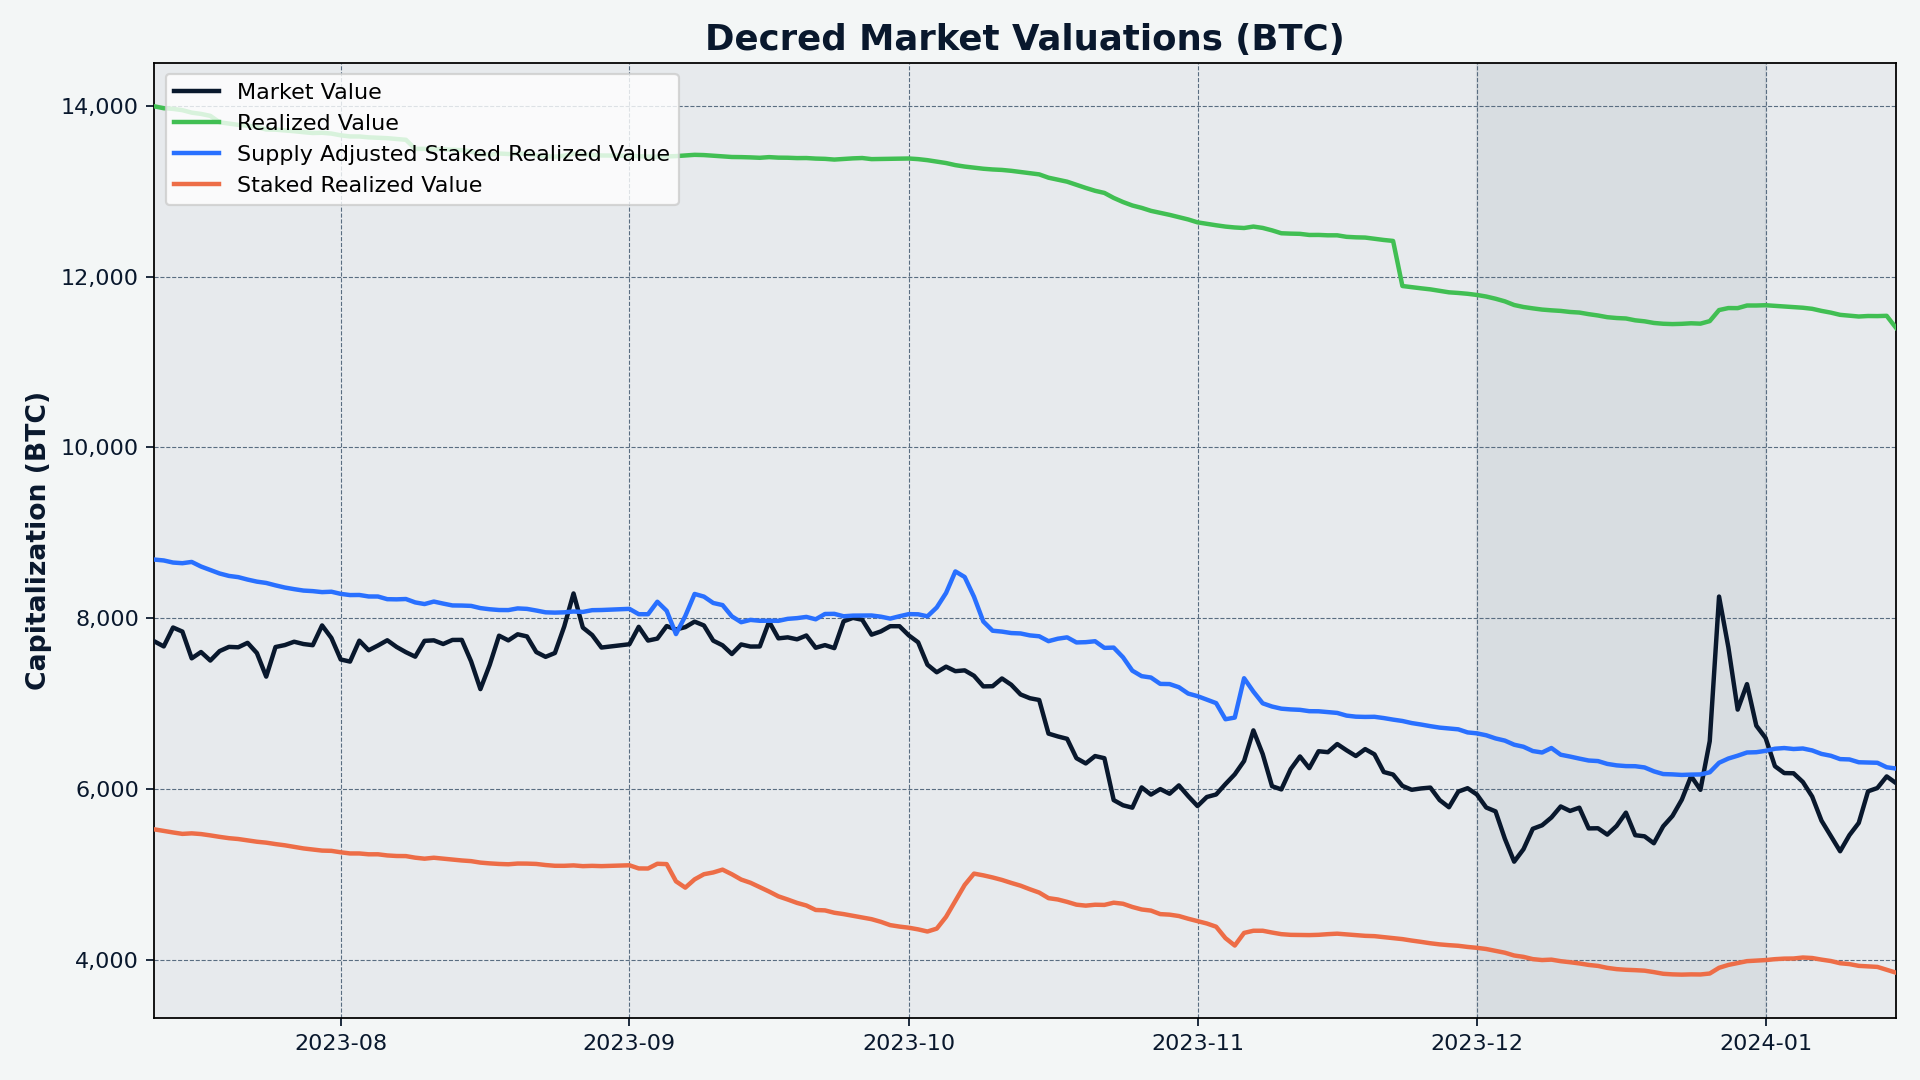 Decred Market Valuations (BTC)
Market Value
Realized Value
Supply Adjusted Staked Realized Value
Staked Realized Value
Capitalization (BTC)
14,000
12,000
10,000
8,000
6,000
4,000
2023-08
2023-09
2023-10
2023-11
2023-12
2024-01